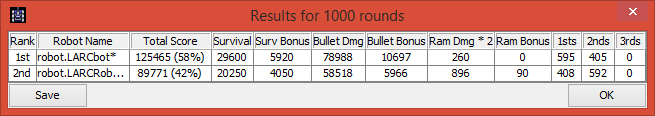 Results for 1000 rounds
Rank Robot Name Total Score Survival Surv Bonus Bullet Dmg Bullet Bonus Ram Dmg * 2 Ram Bonus 1sts 2nds 3rds
1st robot.LARCbot* 125465 (58%) 29600 5920 78988 10697 260 0 595 405 0
2nd robot.LARCRob... 89771 (42%) 20250 4050 58518 5966 896 90 408 592 0
Save OK